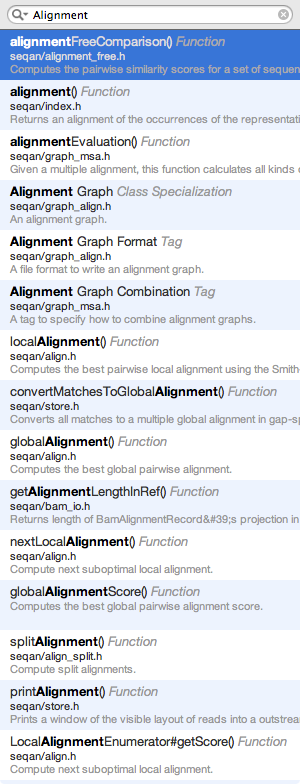 Alignment
alignmentFreeComparison() Function
seqan/alignment_free.h
Computes the pairwise similarity scores for a set of sequen
alignment() Function
seqan/index.h
Returns an alignment of the occurrences of the representati
alignmentEvaluation() Function
seqan/graph_msa.h
Given a multiple alignment, this function calculates all kinds o
Alignment Graph Class Specialization
seqan/graph_align.h
An alignment graph.
Alignment Graph Format Tag
seqan/graph_align.h
A file format to write an alignment graph.
Alignment Graph Combination Tag
seqan/graph_msa.h
A tag to specify how to combine alignment graphs.
localAlignment() Function
seqan/align.h
Computes the best pairwise local alignment using the Smith-
convertMatchesToGlobalAlignment() Function
seqan/store.h
Converts all matches to a multiple global alignment in gap-sp
globalAlignment() Function
seqan/align.h
Computes the best global pairwise alignment.
getAlignmentLengthInRef() Function
seqan/bam_io.h
Returns length of BamAlignmentRecord&#39;s projection in
nextLocalAlignment() Function
seqan/align.h
Compute next suboptimal local alignment.
globalAlignmentScore() Function
Computes the best global pairwise alignment score.
splitAlignment() Function
seqan/align_split.h
Compute split alignments.
printAlignment() Function
seqan/store.h
Prints a window of the visible layout of reads into a outstrea
LocalAlignmentEnumerator#getScore() Function
seqan/align.h
Compute next suboptimal local alignment.